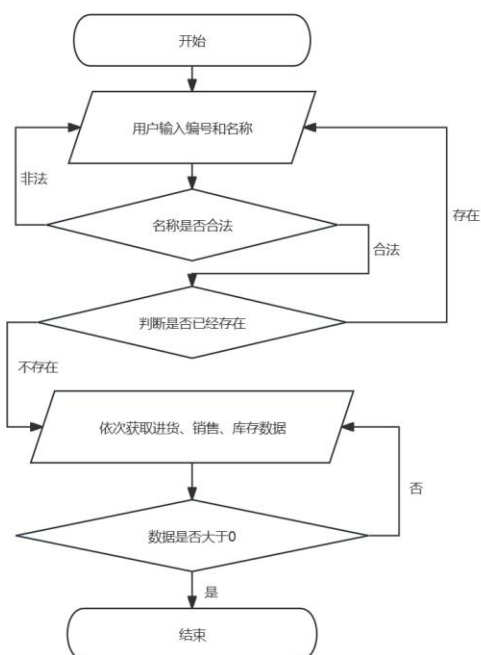 开始
用户输入编号和名称
非法
名称是否合法
存在
合法
判断是否已经存在
不存在
依次获取进货、销售、库存数据
否
数据是否大于0
是
结束